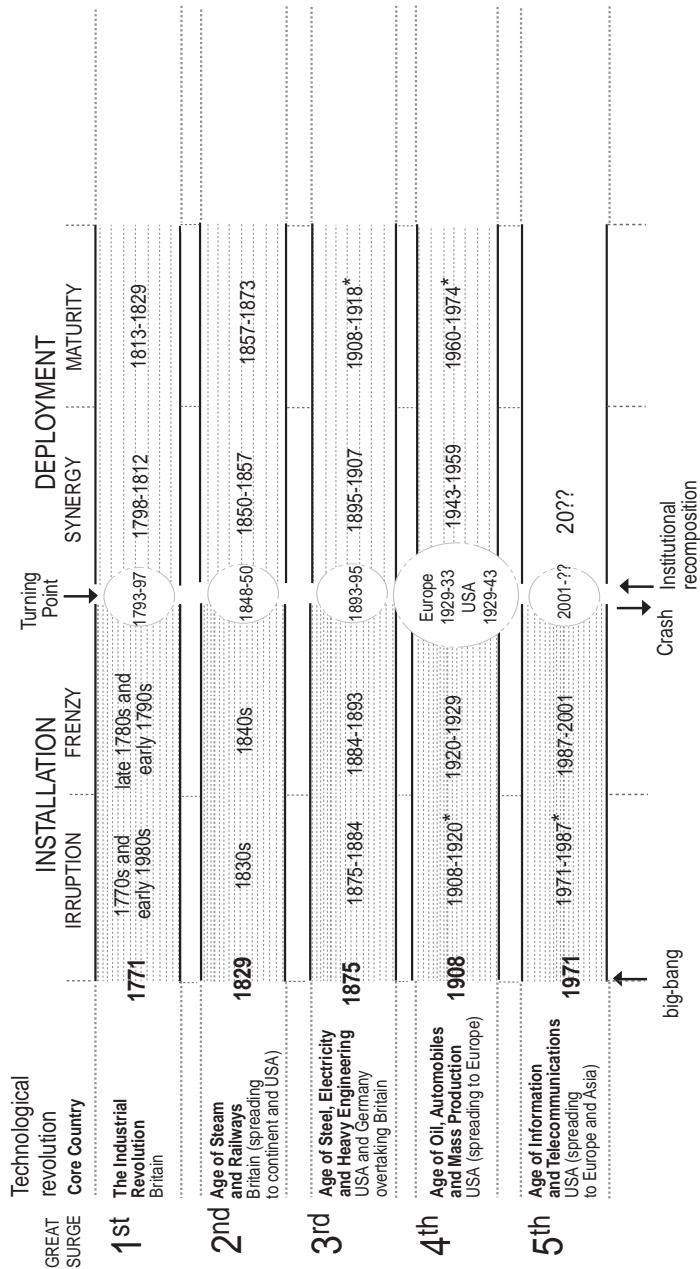 Technological
revolution
GREAT
SURGE
Core Country
INSTALLATION
Turning
Point
DEPLOYMENT
IRRUPTION
FRENZY
SYNERGY
MATURITY
1st
The Industrial
Revolution
Britain
1771
1770s and
early 1980s
late 1780s and
early 1790s
1793-97
1798-1812
1813-1829
2nd
Age of Steam
and Railways
Britain (spreading
to continent and USA)
1829
1830s
1840s
1848-50
1850-1857
1857-1873
3rd
Age of Steel, Electricity
and Heavy Engineering
USA and Germany
overtaking Britain
1875
1875-1884
1884-1893
1893-95
1895-1907
1908-1918*
4th
Age of Oil, Automobiles
and Mass Production
USA (spreading to Europe)
1908
1908-1920*
1920-1929
Europe
1929-33
USA
1929-43
1943-1959
1960-1974*
5th
Age of Information
and Telecommunications
USA (spreading
to Europe and Asia)
1971
1971-1987*
1987-2001
2001-??
20??
big-bang
Crash
Institutional
recomposition